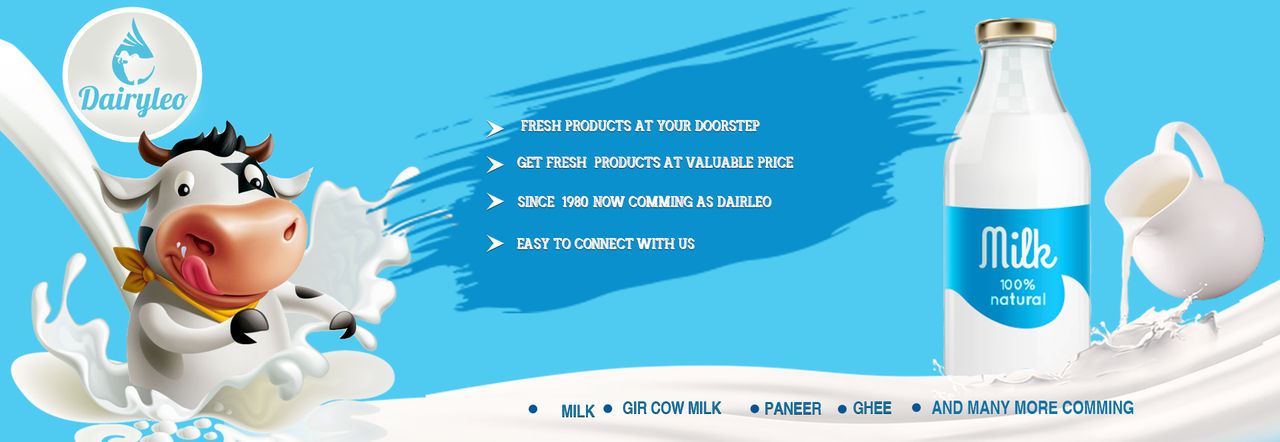 Dairyleo
FRESH PRODUCTS AT YOUR DOORSTEP
GET FRESH PRODUCTS AT VALUABLE PRICE
SINCE 1980 NOW COMMING AS DAIRLEO
EASY TO CONNECT WITH US
Milk
100%
natural
MILK
GIR COW MILK
PANEER
GHEE
AND MANY MORE COMMING